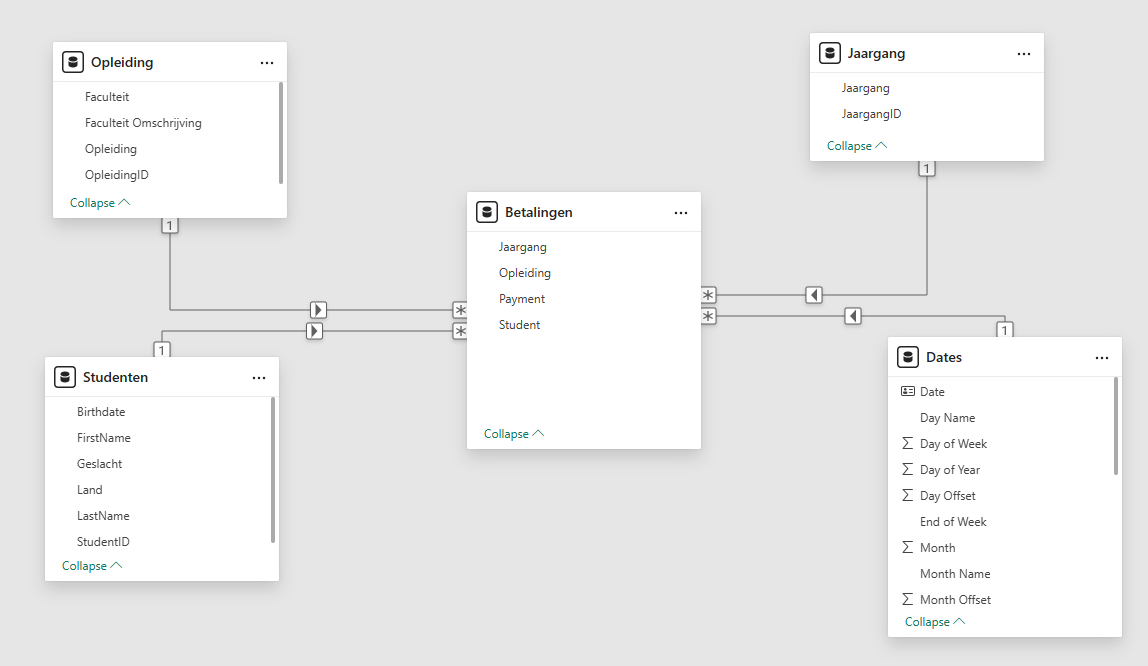 Opleiding
Faculteit
Faculteit Omschrijving
Opleiding
OpleidingID
Collapse
1
Jaargang
Jaargang
JaargangID
Collapse
1
Betalingen
Jaargang
Opleiding
Payment
Student
Collapse
*
*
*
*
1
Studenten
Birthdate
FirstName
Geslacht
Land
LastName
StudentID
Collapse
1
Dates
Date
Day Name
Σ Day of Week
Σ Day of Year
Σ Day Offset
End of Week
Σ Month
Month Name
Σ Month Offset
Collapse